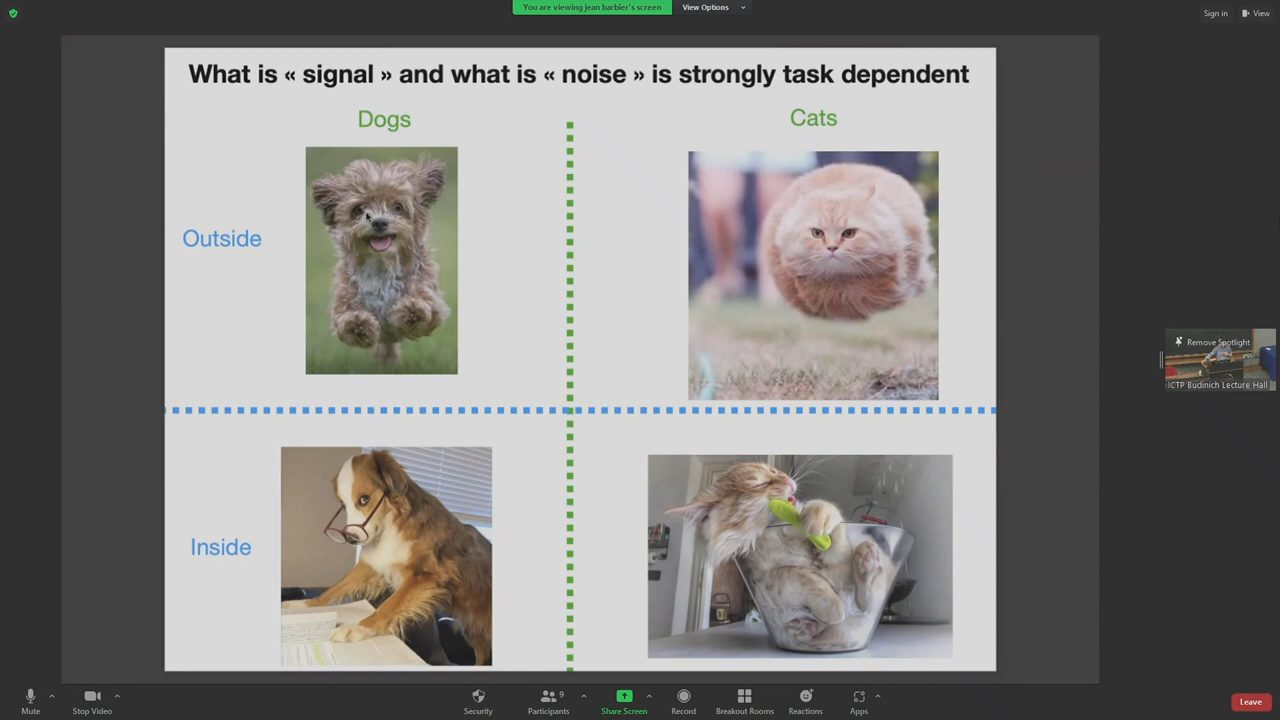 You are viewing jean barbier's screen
View Options
Sign in
View
What is « signal » and what is « noise » is strongly task dependent
Dogs
Cats
Outside
Inside
Remove Spotlight
ICTP Budinich Lecture Hall
Mute
Stop Video
Security
Participants
9
Share Screen
Record
Breakout Rooms
Reactions
Apps
Leave